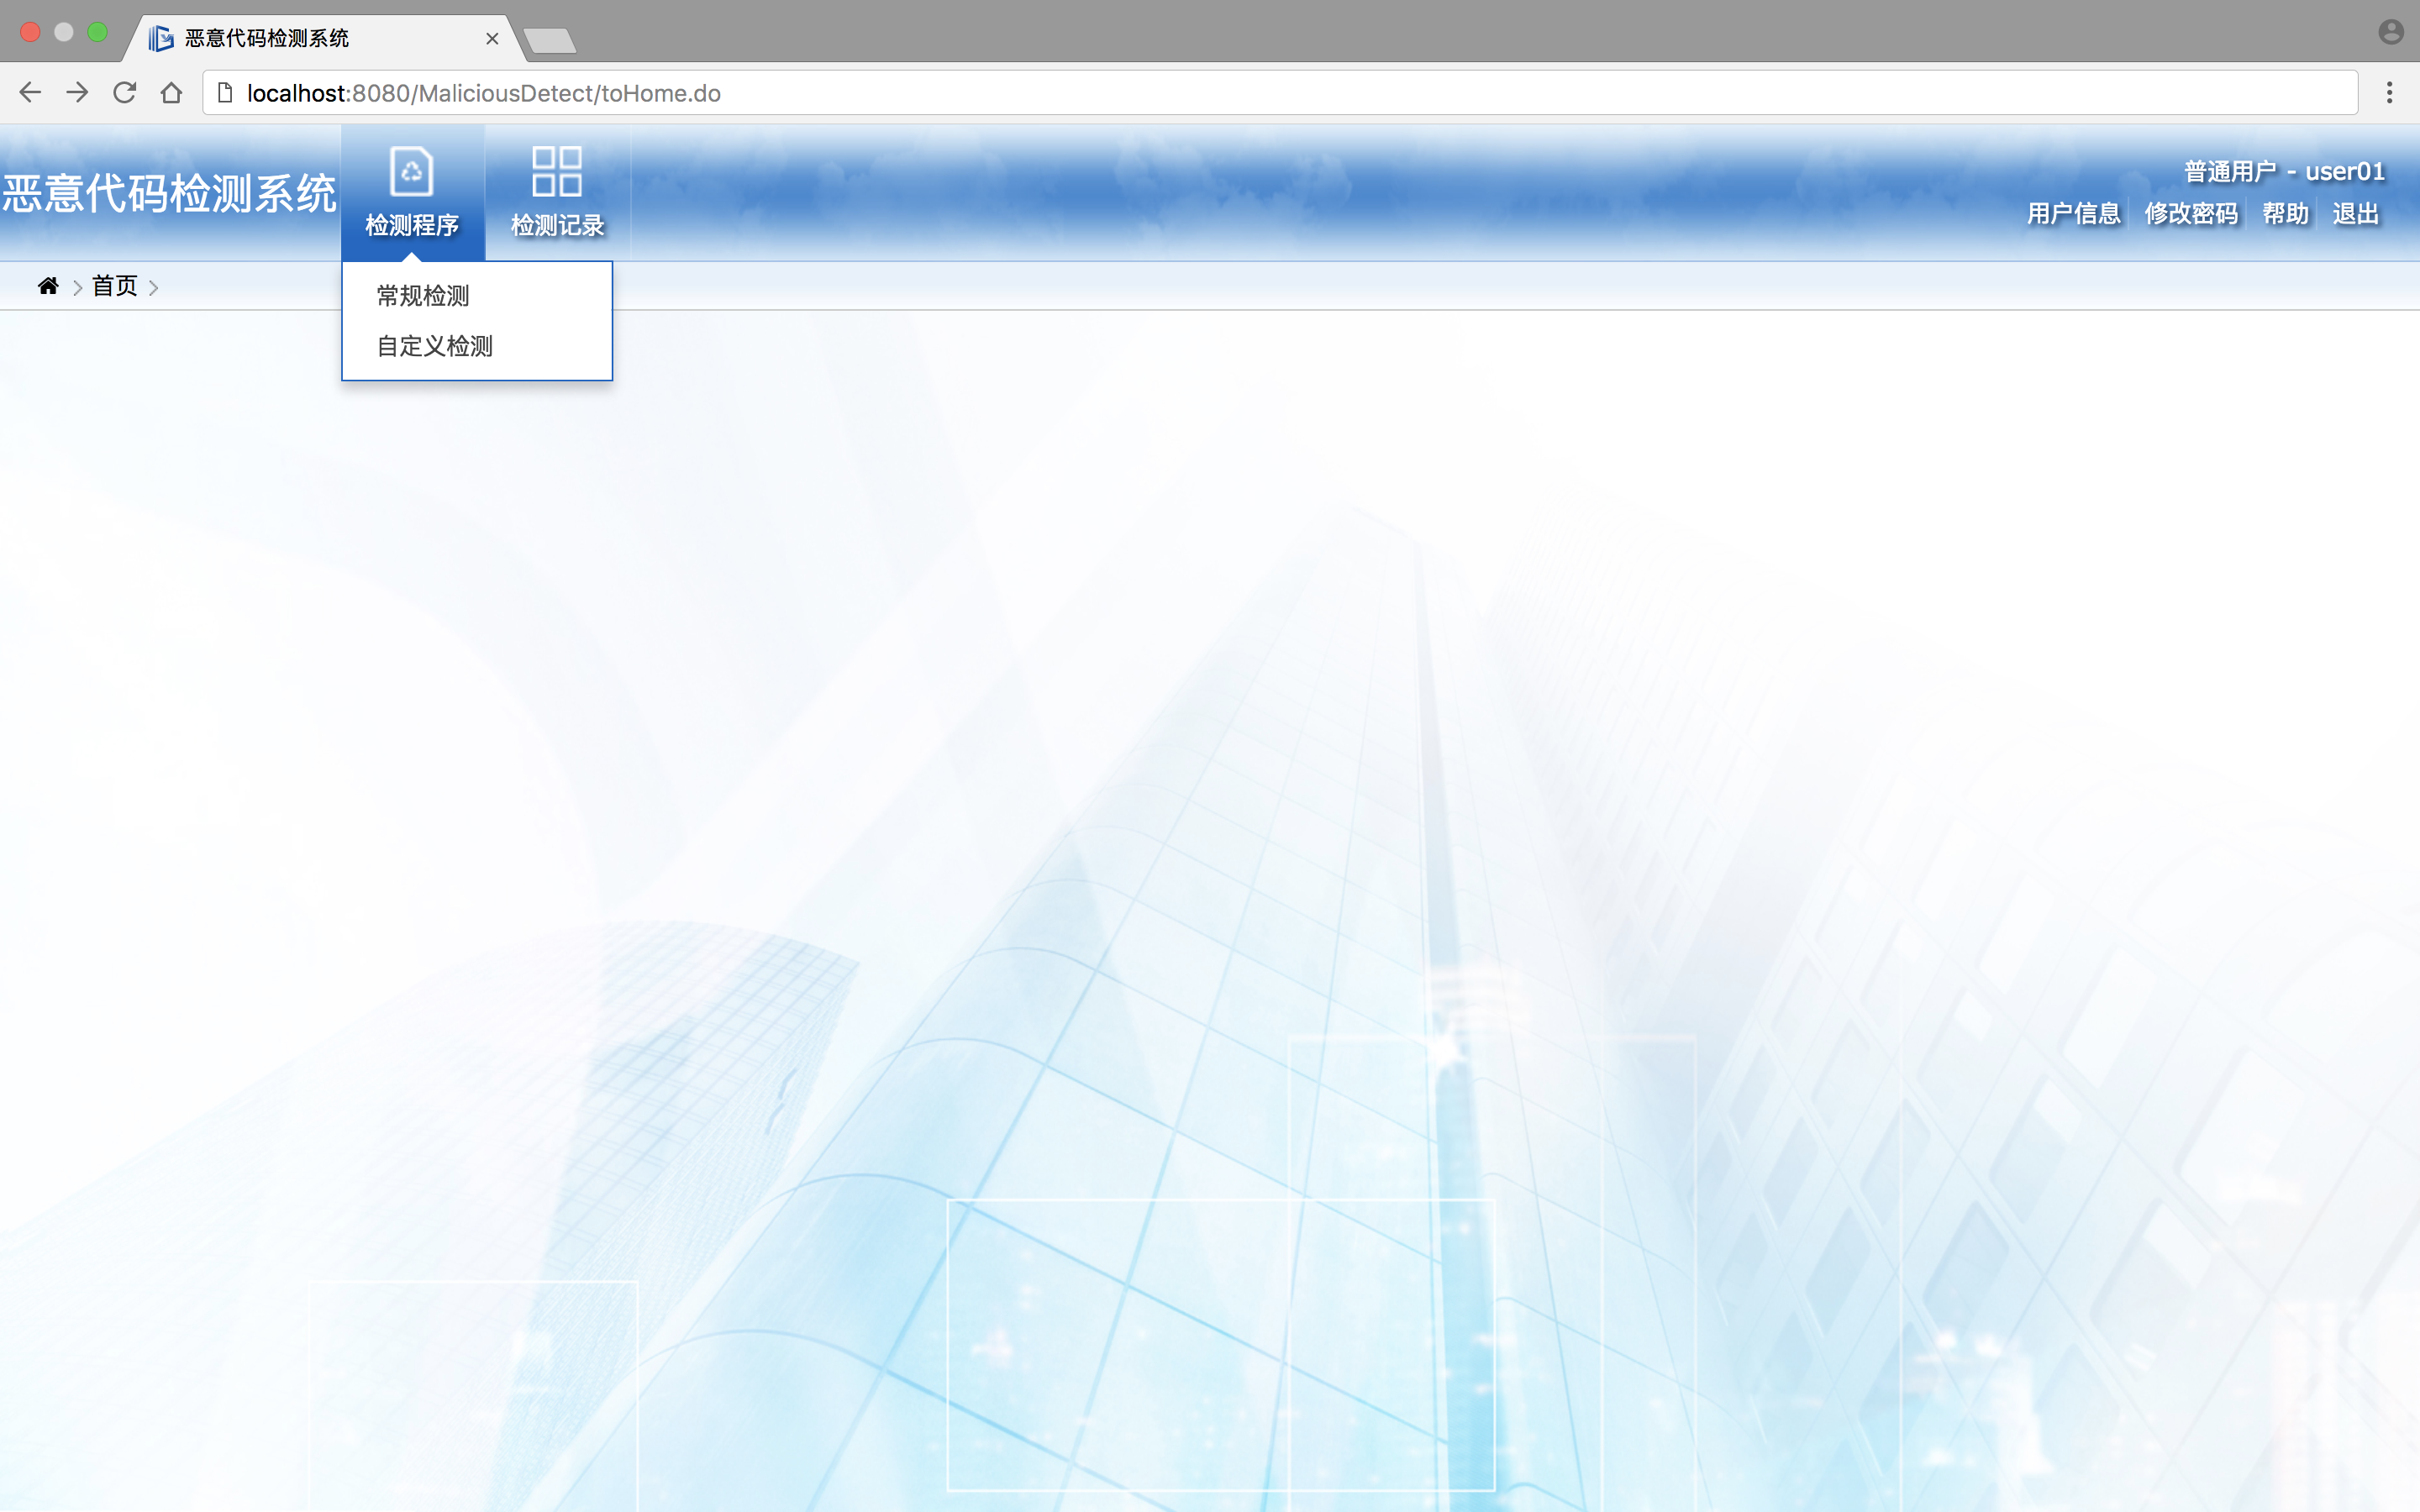 恶意代码检测系统
localhost:8080/MaliciousDetect/toHome.do
恶意代码检测系统
检测程序
检测记录
普通用户 - user01
用户信息 修改密码 帮助 退出
首页
常规检测
自定义检测